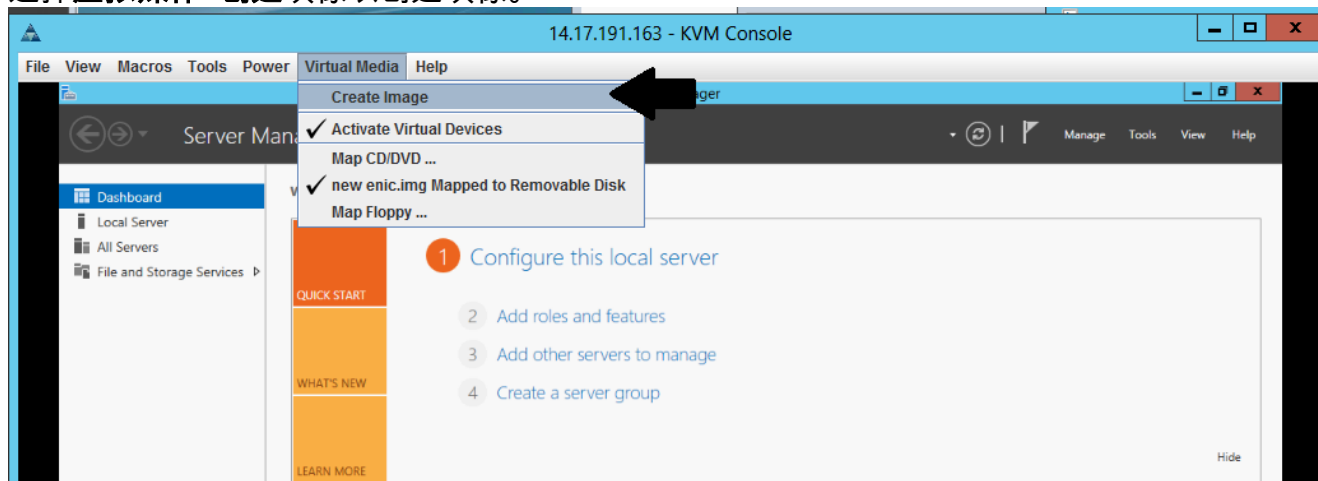 14.17.191.163 - KVM Console
File View Macros Tools Power Virtual Media Help
Create Image
ager
Activate Virtual Devices
Server Mana
Manage Tools View Help
Map CD/DVD ...
new enic.img Mapped to Removable Disk
Map Floppy ...
Dashboard
Local Server
All Servers
File and Storage Services
1 Configure this local server
QUICK START
2 Add roles and features
3 Add other servers to manage
WHAT'S NEW
4 Create a server group
Hide
LEARN MORE